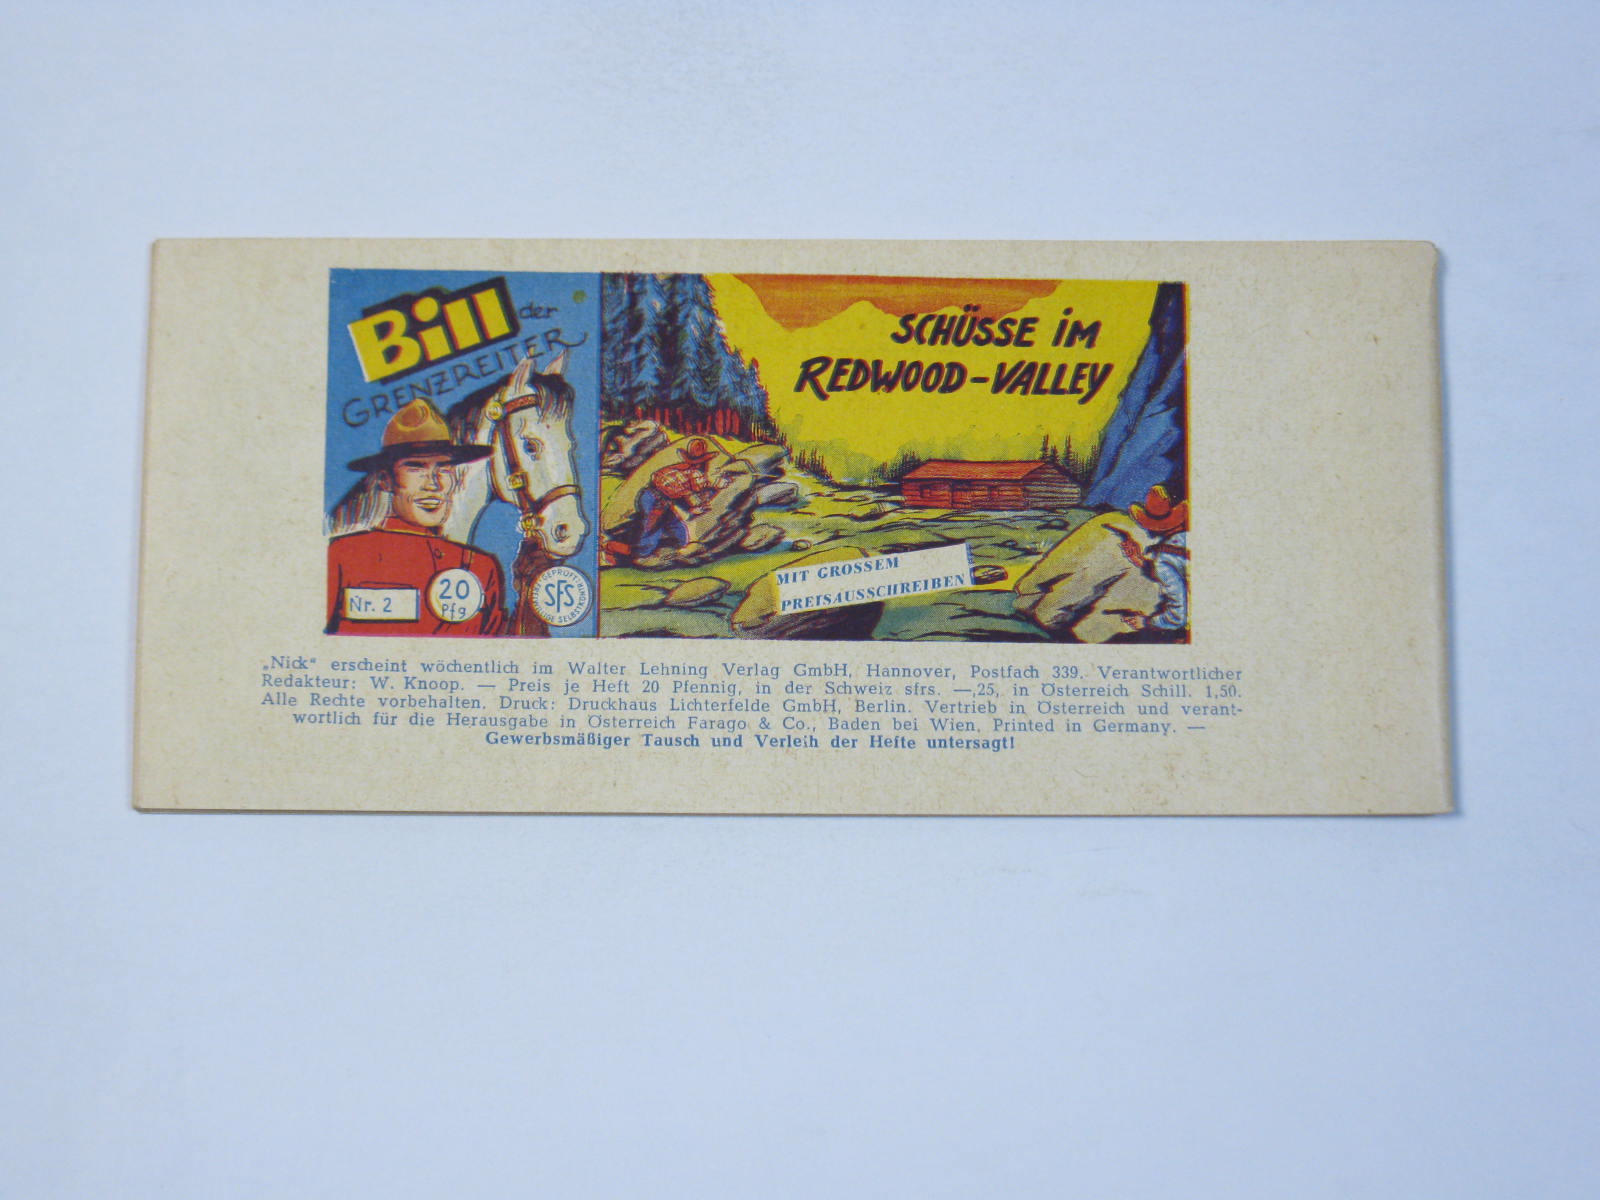 Bill der
GRENZREITER
SCHÜSSE iM
REDWOOD-VALLEY
MIT GROSSEM
PREISAUSSCHREIBEN
Nr. 2
20
Pfg
GEPRÜFT
SFS
FREIWILLIGE SELBSTKONTR.
„Nick“ erscheint wöchentlich im Walter Lehning Verlag GmbH, Hannover, Postfach 339. Verantwortlicher
Redakteur: W. Knoop. — Preis je Heft 20 Pfennig, in der Schweiz sfrs. —,25, in Österreich Schill. 1,50.
Alle Rechte vorbehalten. Druck: Druckhaus Lichterfelde GmbH, Berlin. Vertrieb in Österreich und verant-
wortlich für die Herausgabe in Österreich Farago & Co., Baden bei Wien. Printed in Germany. —
Gewerbsmäßiger Tausch und Verleih der Hefte untersagt!